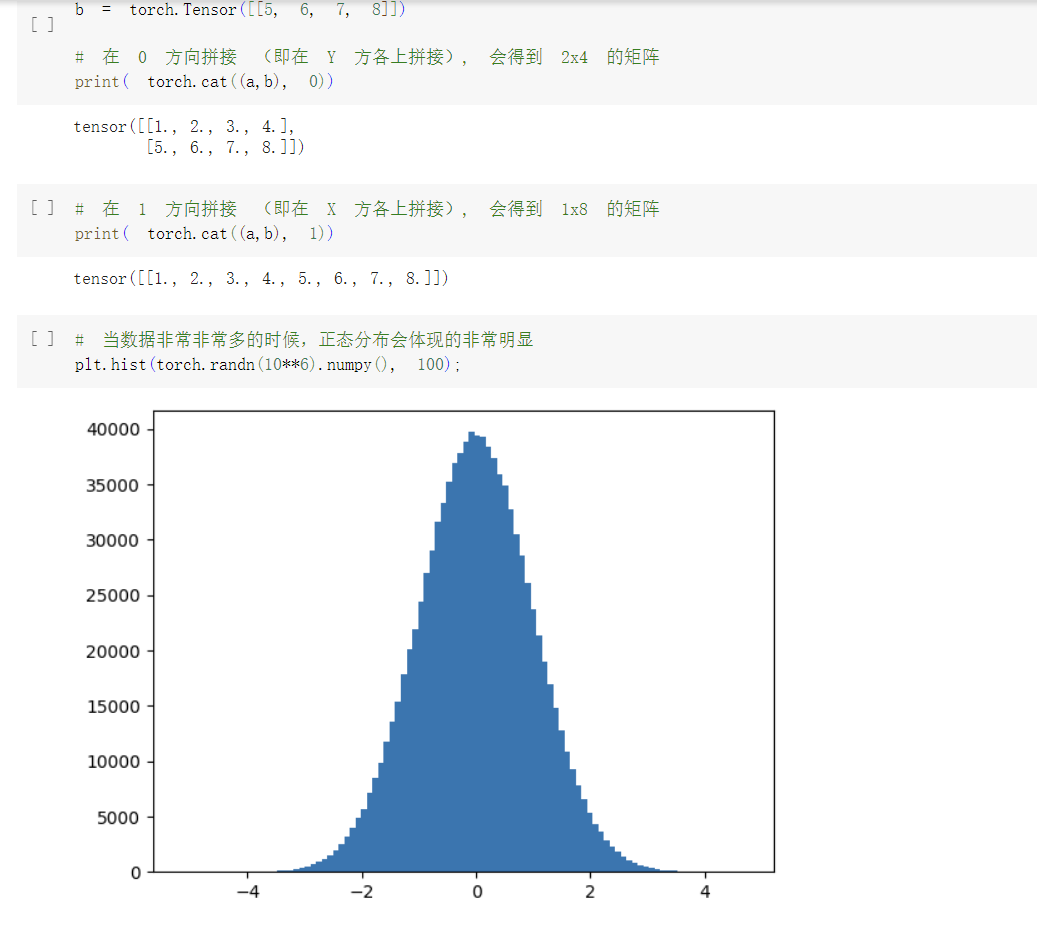 b = torch.Tensor([[5, 6, 7, 8]])
[ ]
# 在 0 方向拼接 （即在 Y 方各上拼接）, 会得到 2x4 的矩阵
print( torch.cat((a,b), 0))
tensor([[1., 2., 3., 4.],
[5., 6., 7., 8.]])
[ ] # 在 1 方向拼接 （即在 X 方各上拼接）, 会得到 1x8 的矩阵
print( torch.cat((a,b), 1))
tensor([[1., 2., 3., 4., 5., 6., 7., 8.]])
[ ] # 当数据非常非常多的时候，正态分布会体现的非常明显
plt.hist(torch.randn(10**6).numpy(), 100);
40000
35000
30000
25000
20000
15000
10000
5000
0
−4 −2 0 2 4